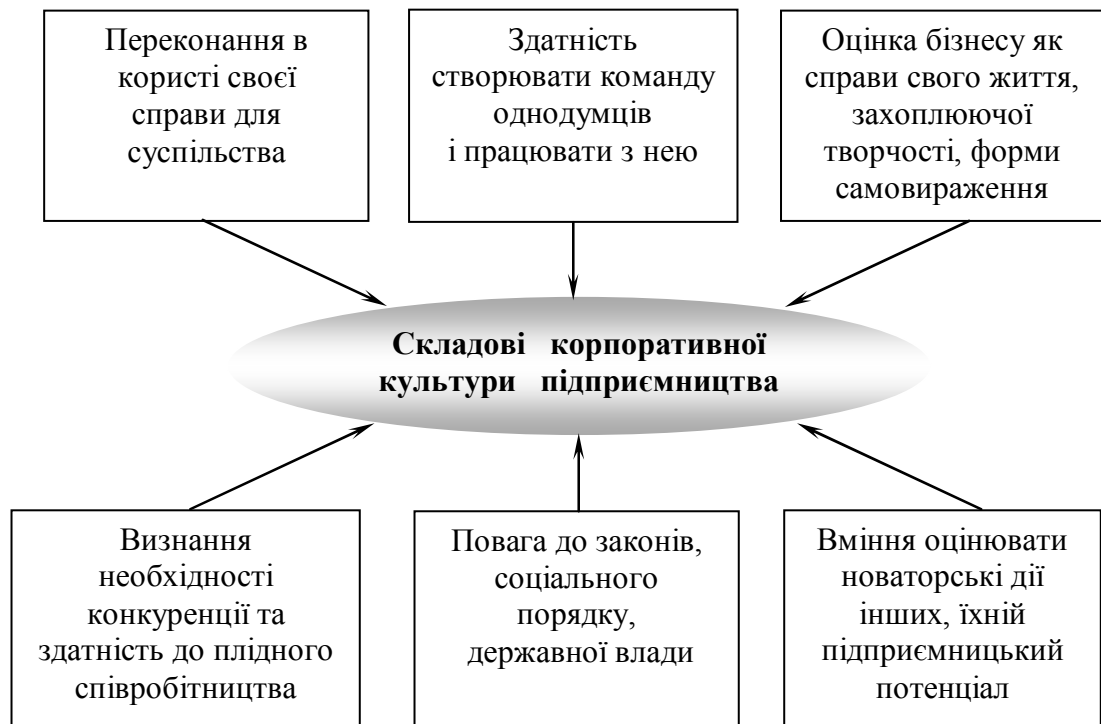 Переконання в
користі своєї
справи для
суспільства
Здатність
створювати команду
однодумців
і працювати з нею
Оцінка бізнесу як
справи свого життя,
захоплюючої
творчості, форми
самовираження
Складові корпоративної
культури підприємництва
Визнання
необхідності
конкуренції та
здатність до плідного
співробітництва
Повага до законів,
соціального
порядку,
державної влади
Вміння оцінювати
новаторські дії
інших, їхній
підприємницький
потенціал